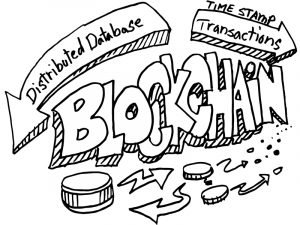 Distributed Database
TIME STAMP
Transactions
BLOCKCHAIN